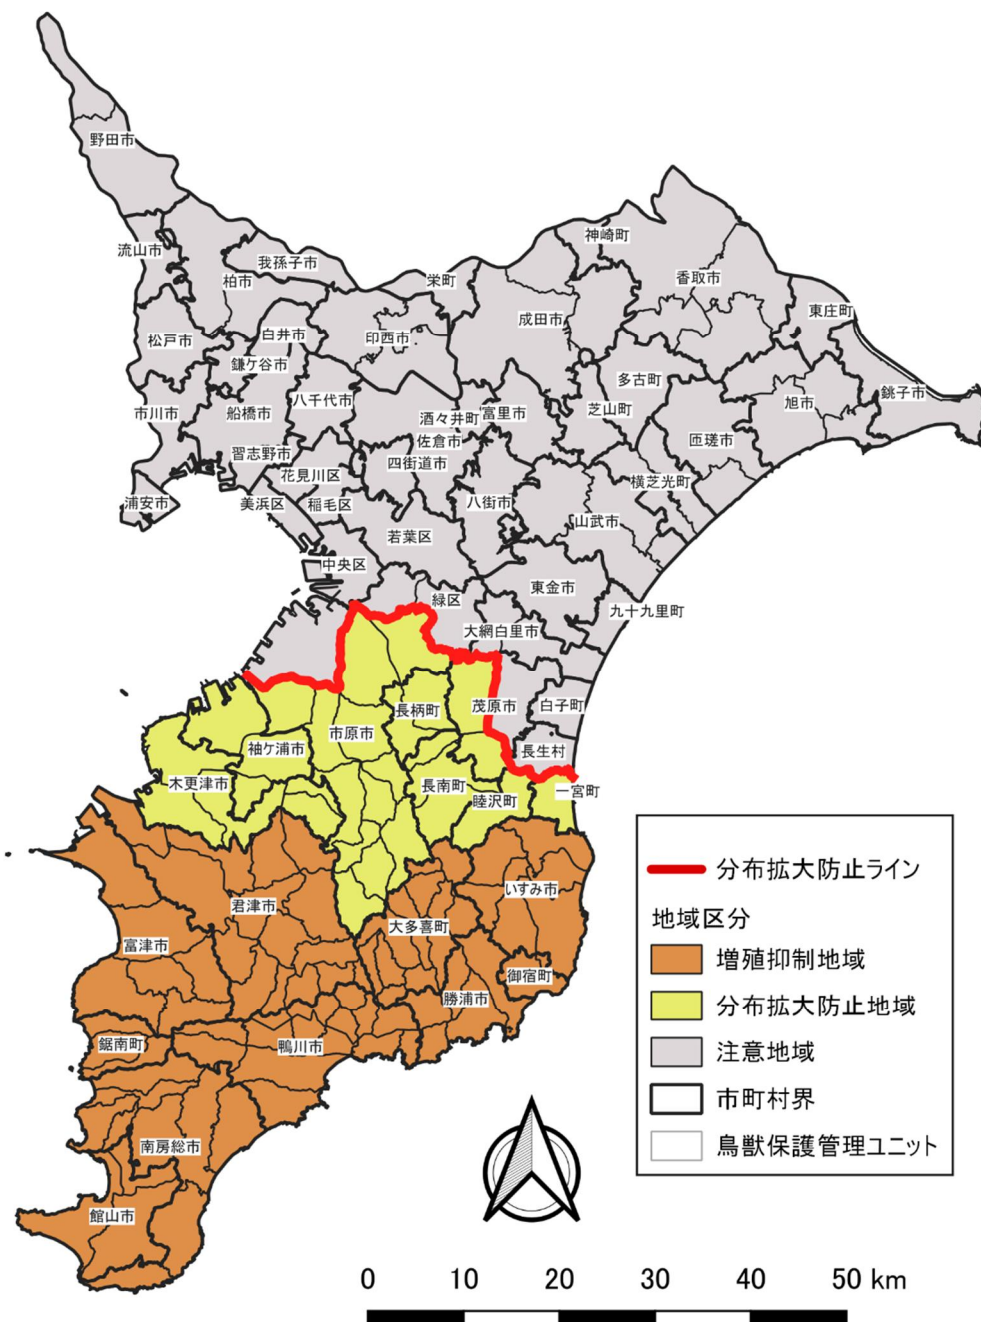 野田市
流山市
我孫子市
柏市
栄町
神崎町
香取市
東庄町
松戸市
白井市
印西市
成田市
鎌ケ谷市
多古町
銚子市
市川市
船橋市
八千代市
酒々井町
富里市
芝山町
旭市
習志野市
佐倉市
匝瑳市
四街道市
花見川区
横芝光町
浦安市
美浜区
稲毛区
八街市
山武市
若葉区
中央区
東金市
緑区
九十九里町
大網白里市
茂原市
白子町
長柄町
市原市
袖ケ浦市
長生村
木更津市
長南町
睦沢町
一宮町
いすみ市
君津市
大多喜町
富津市
御宿町
勝浦市
鋸南町
鴨川市
南房総市
館山市
分布拡大防止ライン
地域区分
増殖抑制地域
分布拡大防止地域
注意地域
市町村界
鳥獣保護管理ユニット
0 10 20 30 40 50 km